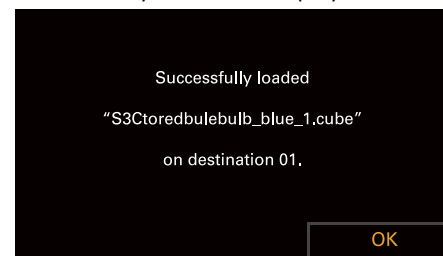 Successfully loaded
“S3Ctoredbulebulb_blue_1.cube”
on destination 01.
OK